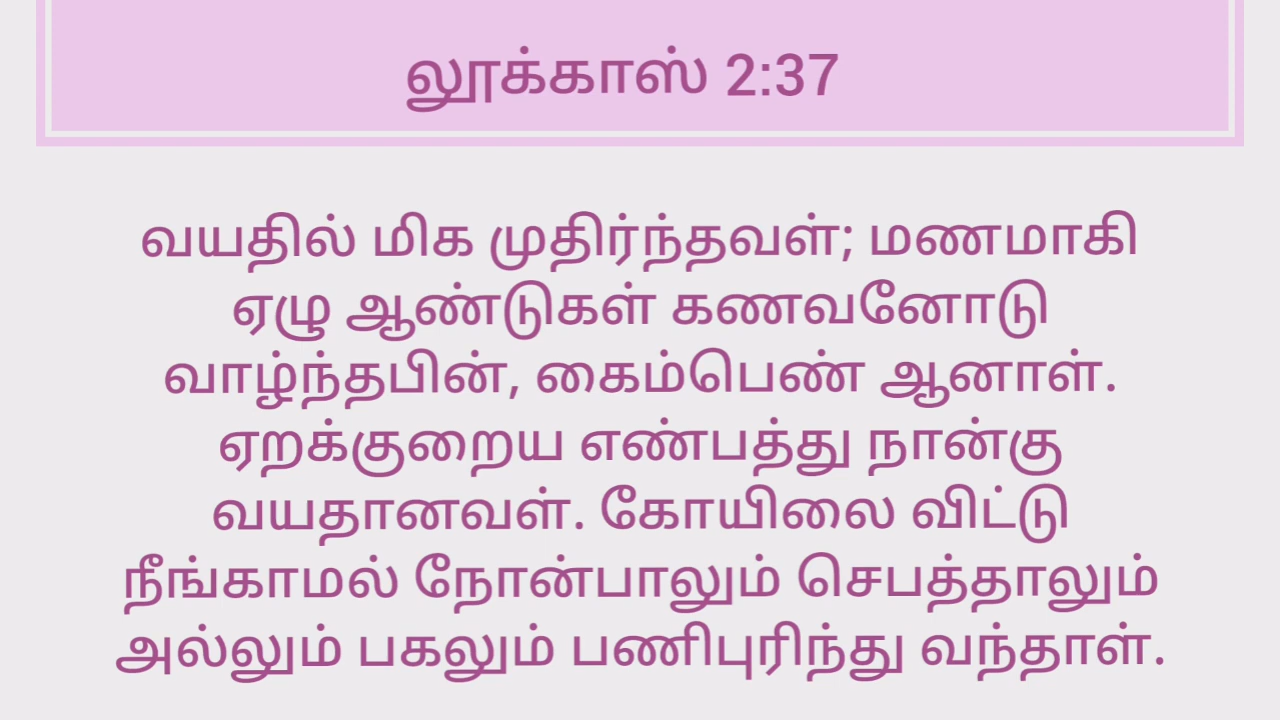 லூக்காஸ் 2:37
வயதில் மிக முதிர்ந்தவள்; மணமாகி
ஏழு ஆண்டுகள் கணவனோடு
வாழ்ந்தபின், கைம்பெண் ஆனாள்.
ஏறக்குறைய எண்பத்து நான்கு
வயதானவள். கோயிலை விட்டு
நீங்காமல் நோன்பாலும் செபத்தாலும்
அல்லும் பகலும் பணிபுரிந்து வந்தாள்.